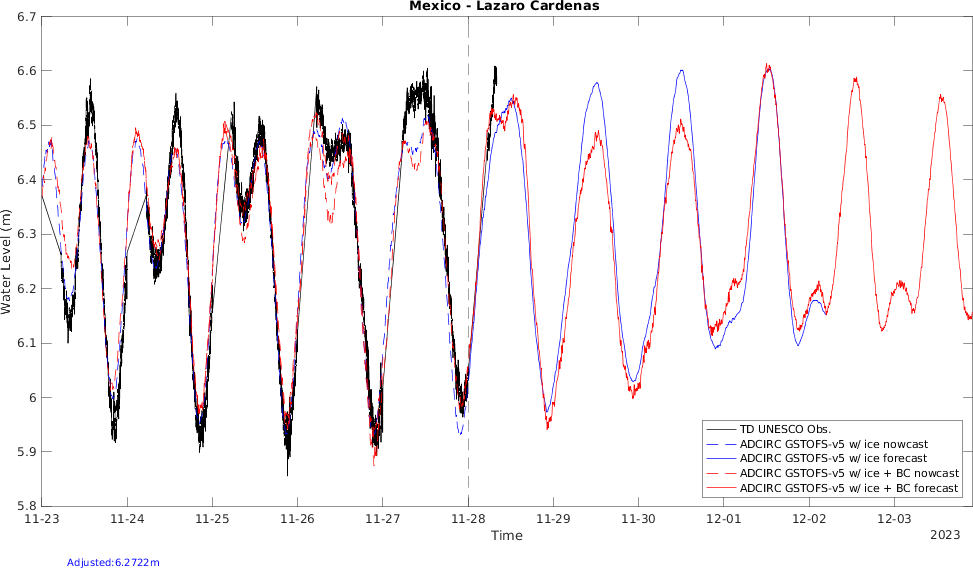 Mexico - Lazaro Cardenas
6.7
6.6
6.5
6.4
6.3
6.2
6.1
6
5.9
5.8
Water Level (m)
TD UNESCO Obs.
ADCIRC GSTOFS-v5 w/ ice nowcast
ADCIRC GSTOFS-v5 w/ ice forecast
ADCIRC GSTOFS-v5 w/ ice + BC nowcast
ADCIRC GSTOFS-v5 w/ ice + BC forecast
11-23 11-24 11-25 11-26 11-27 11-28 11-29 11-30 12-01 12-02 12-03
Time
2023
Adjusted:6.2722m